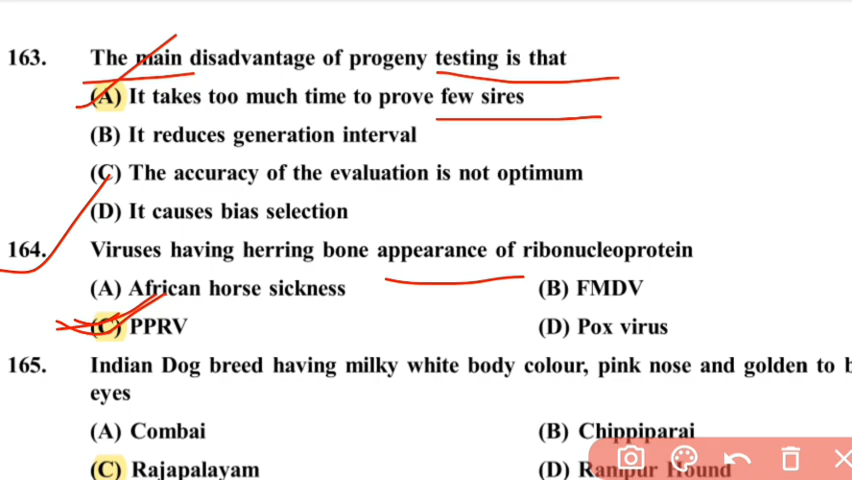 163. The main disadvantage of progeny testing is that
(A) It takes too much time to prove few sires
(B) It reduces generation interval
(C) The accuracy of the evaluation is not optimum
(D) It causes bias selection
164. Viruses having herring bone appearance of ribonucleoprotein
(A) African horse sickness (B) FMDV
(C) PPRV (D) Pox virus
165. Indian Dog breed having milky white body colour, pink nose and golden to
eyes
(A) Combai (B) Chippiparai
(C) Rajapalayam (D) Rampur Hound